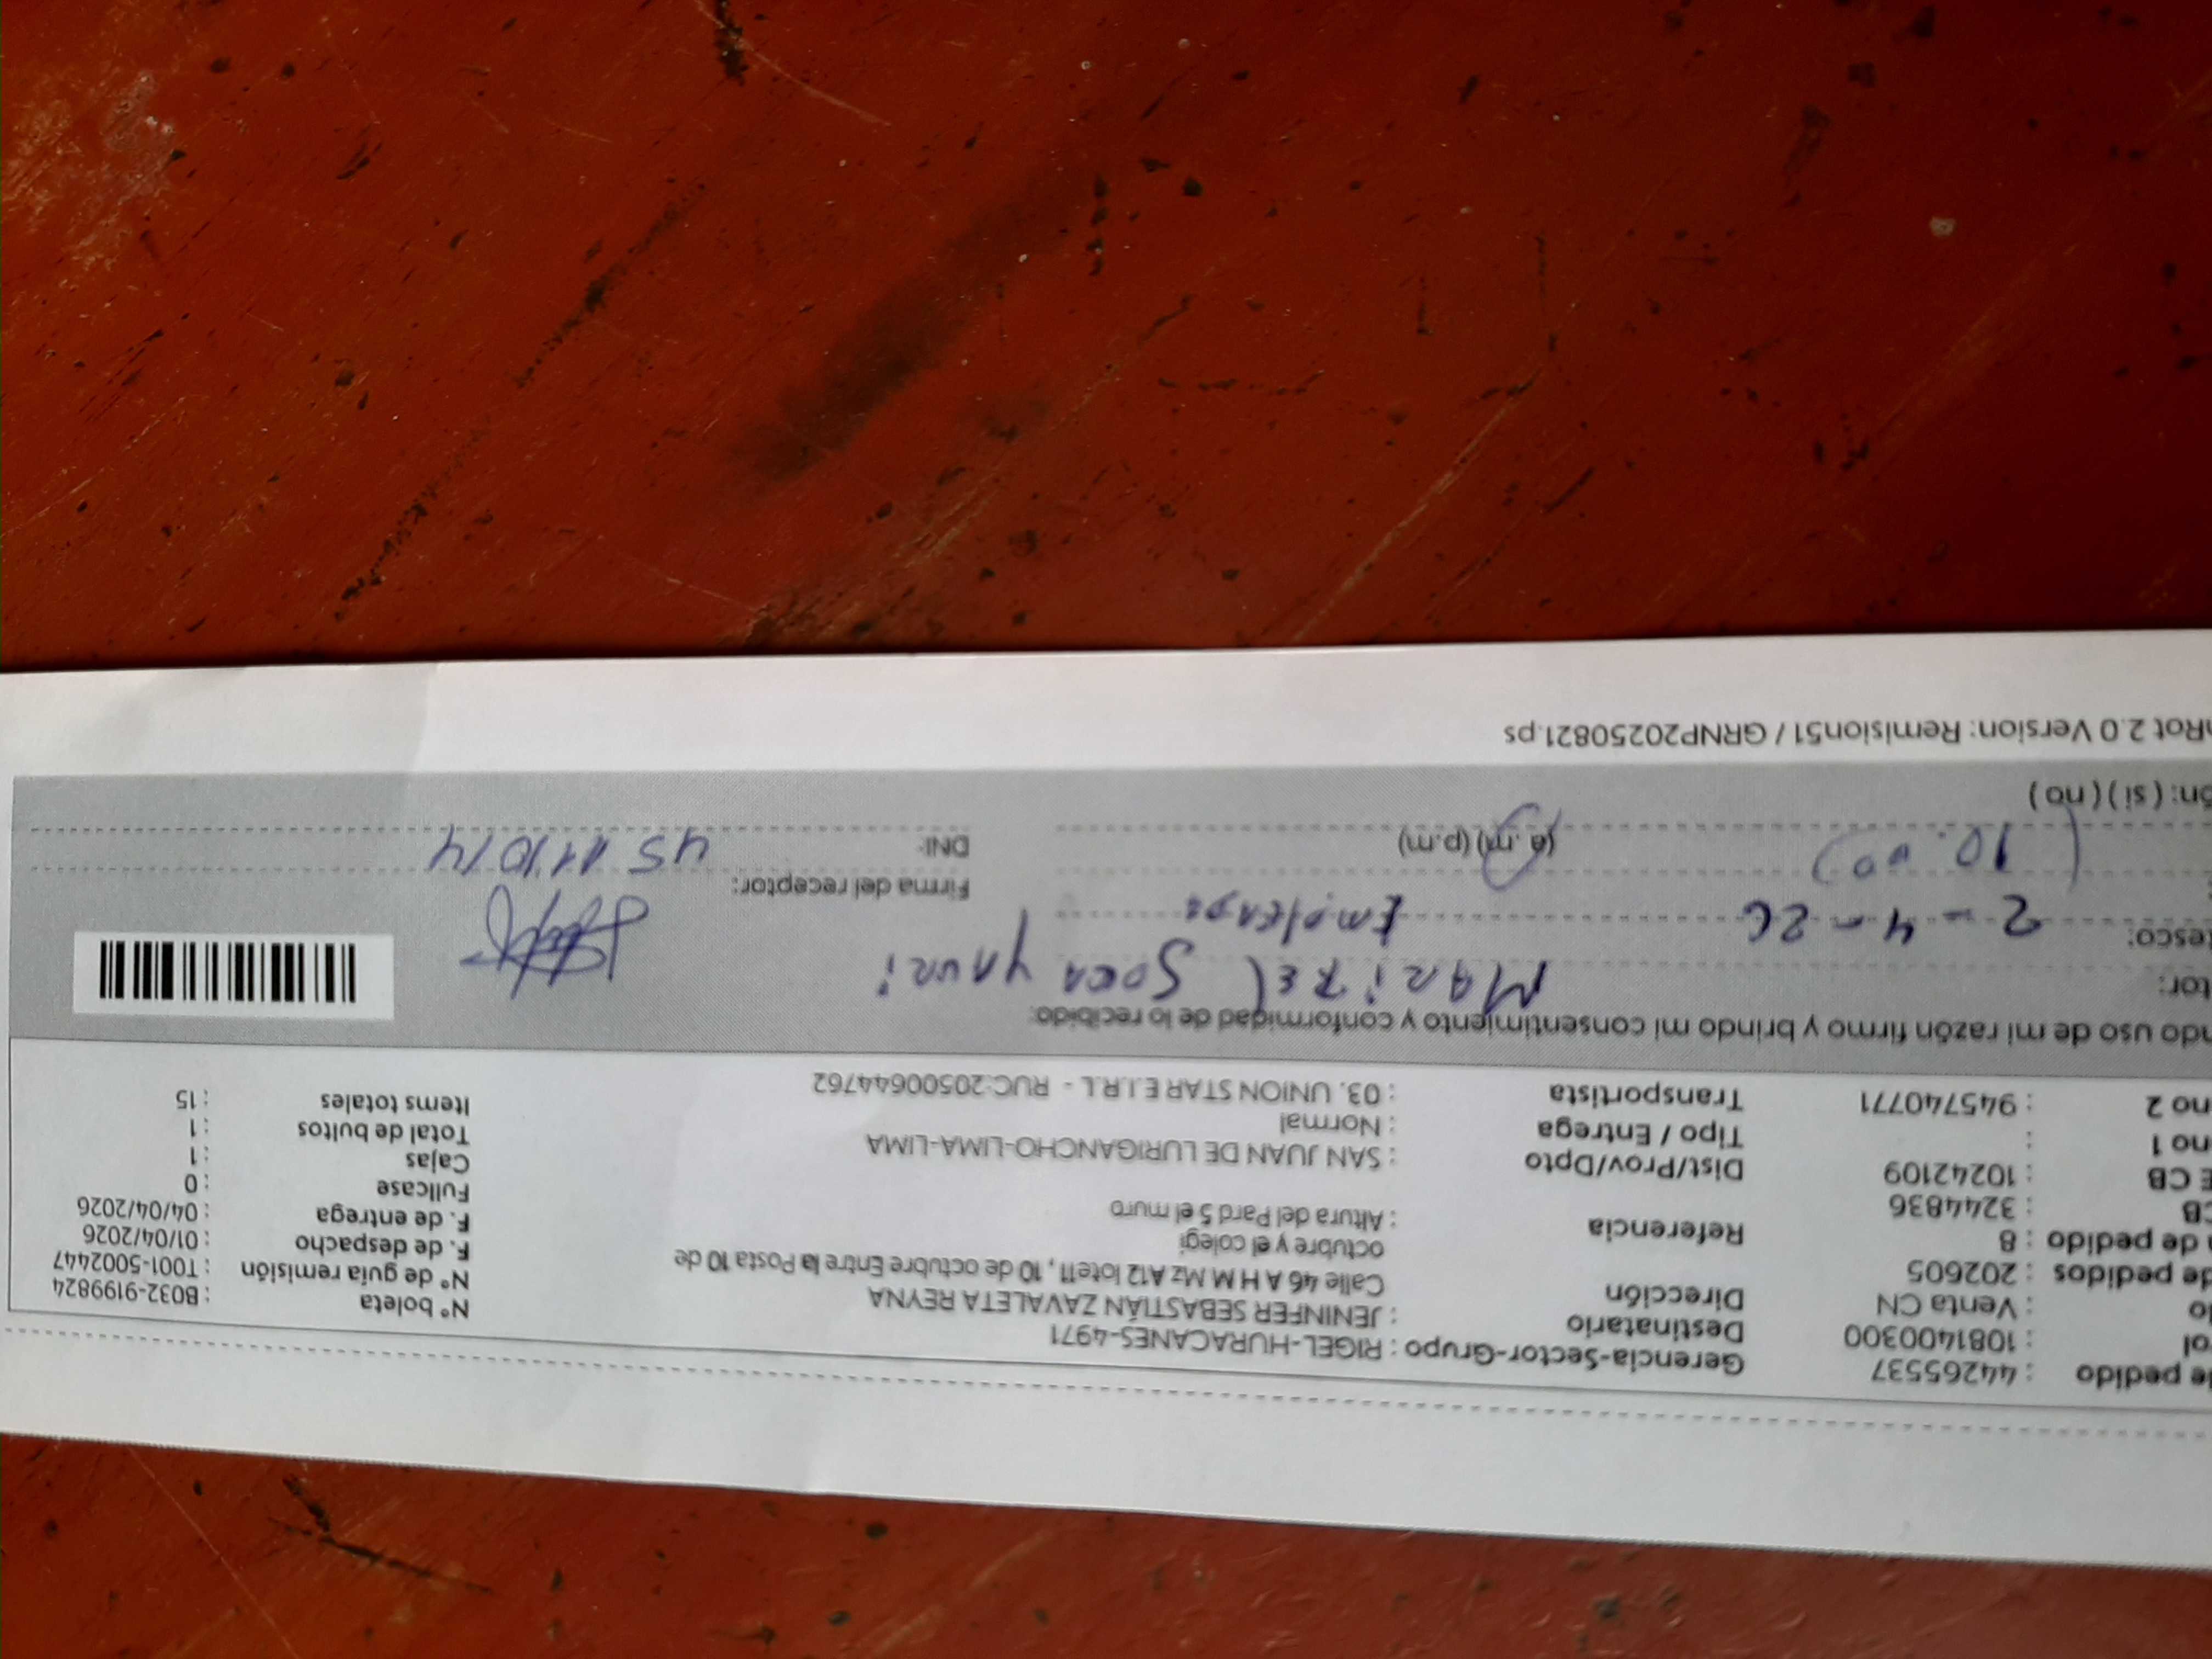 de pedido : 44265537 Gerencia-Sector-Grupo : RIGEL-HURACANES-4971 N° boleta : B032-9199824
rol : 1081400300 Destinatario : JENINFER SEBASTIÁN ZAVALETA REYNA N° de guía remisión : T001-5002447
do : Venta CN Dirección Calle 46 A H M Mz A12 lote11, 10 de octubre Entre la Posta 10 de F. de despacho : 01/04/2026
de pedidos : 202605 octubre y el colegi F. de entrega : 04/04/2026
de pedido : 8 Referencia : Altura del Pard 5 el muro Fullcase : 0
CB : 3244836 Dist/Prov/Dpto : SAN JUAN DE LURIGANCHO-LIMA-LIMA Cajas : 1
E CB : 10242109 Tipo / Entrega : Normal Total de bultos : 1
no 1 : Transportista : 03. UNION STAR E.I.R.L - RUC:20500644762 Items totales : 15
no 2 : 945740771
ndo uso de mi razón firmo y brindo mi consentimiento y conformidad de lo recibido:
tor: MARiTEL Soca yauri
tesco: 2-4-26 Empleada Firma del receptor:
(10.00) (a.m) (p.m) DNI: 45111014
ón: ( si ) ( no )
Rot 2.0 Version: Remision51 / GRNP20250821.ps